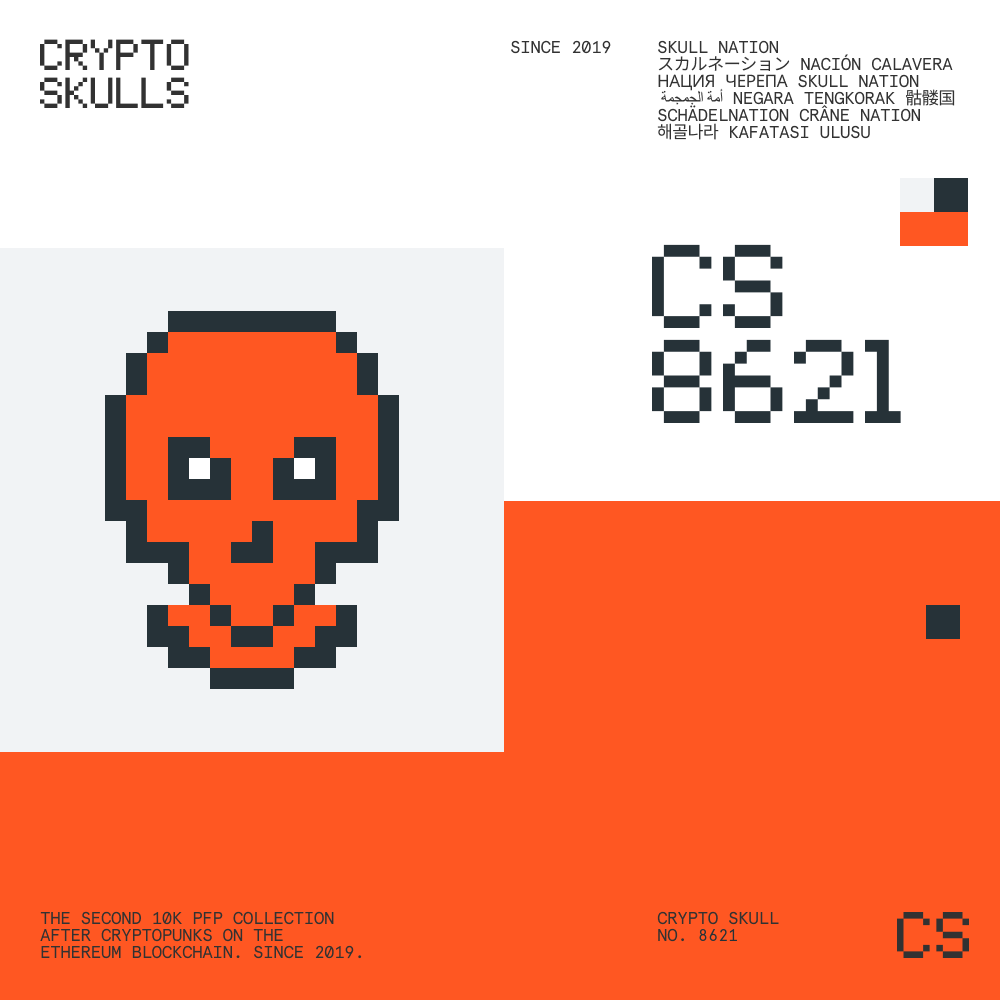 CRYPTO
SKULLS
SINCE 2019
SKULL NATION
スカルネーション NACIÓN CALAVERA
НАЦИЯ ЧЕРЕПА SKULL NATION
أمة الجمجمة NEGARA TENGKORAK 骷髅国
SCHÄDELNATION CRÂNE NATION
해골나라 KAFATASI ULUSU
CS
8621
THE SECOND 10K PFP COLLECTION
AFTER CRYPTOPUNKS ON THE
ETHEREUM BLOCKCHAIN. SINCE 2019.
CRYPTO SKULL
NO. 8621
CS